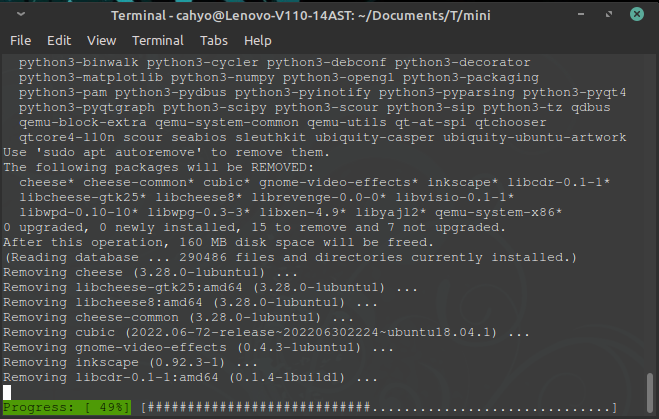 Terminal - cahyo@Lenovo-V110-14AST: ~/Documents/T/mini
File Edit View Terminal Tabs Help
python3-binwalk python3-cycler python3-debconf python3-decorator
python3-matplotlib python3-numpy python3-opengl python3-packaging
python3-pam python3-pydbus python3-pyinotify python3-pyparsing python3-pyqt4
python3-pyqtgraph python3-scipy python3-scour python3-sip python3-tz qdbus
qemu-block-extra qemu-system-common qemu-utils qt-at-spi qtchooser
qtcore4-l10n scour seabios sleuthkit ubiquity-casper ubiquity-ubuntu-artwork
Use 'sudo apt autoremove' to remove them.
The following packages will be REMOVED:
cheese* cheese-common* cubic* gnome-video-effects* inkscape* libcdr-0.1-1*
libcheese-gtk25* libcheese8* librevenge-0.0-0* libvisio-0.1-1*
libwpd-0.10-10* libwpg-0.3-3* libxen-4.9* libyajl2* qemu-system-x86*
0 upgraded, 0 newly installed, 15 to remove and 7 not upgraded.
After this operation, 160 MB disk space will be freed.
(Reading database ... 290486 files and directories currently installed.)
Removing cheese (3.28.0-1ubuntu1) ...
Removing libcheese-gtk25:amd64 (3.28.0-1ubuntu1) ...
Removing libcheese8:amd64 (3.28.0-1ubuntu1) ...
Removing cheese-common (3.28.0-1ubuntu1) ...
Removing cubic (2022.06-72-release~202206302224~ubuntu18.04.1) ...
Removing gnome-video-effects (0.4.3-1ubuntu1) ...
Removing inkscape (0.92.3-1) ...
Removing libcdr-0.1-1:amd64 (0.1.4-1build1) ...
Progress: [ 49%] [############################..............................]